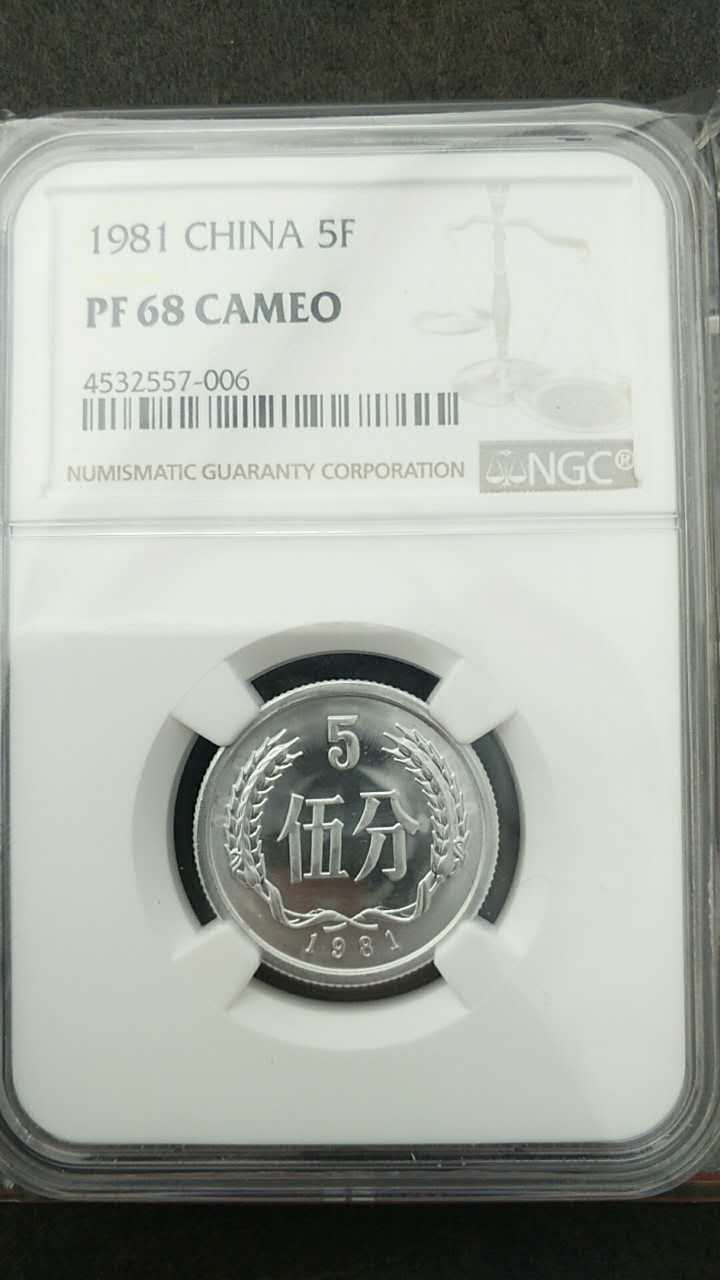 1981 CHINA 5F
PF 68 CAMEO
4532557-006
NUMISMATIC GUARANTY CORPORATION
NGC®
5
伍分
1981